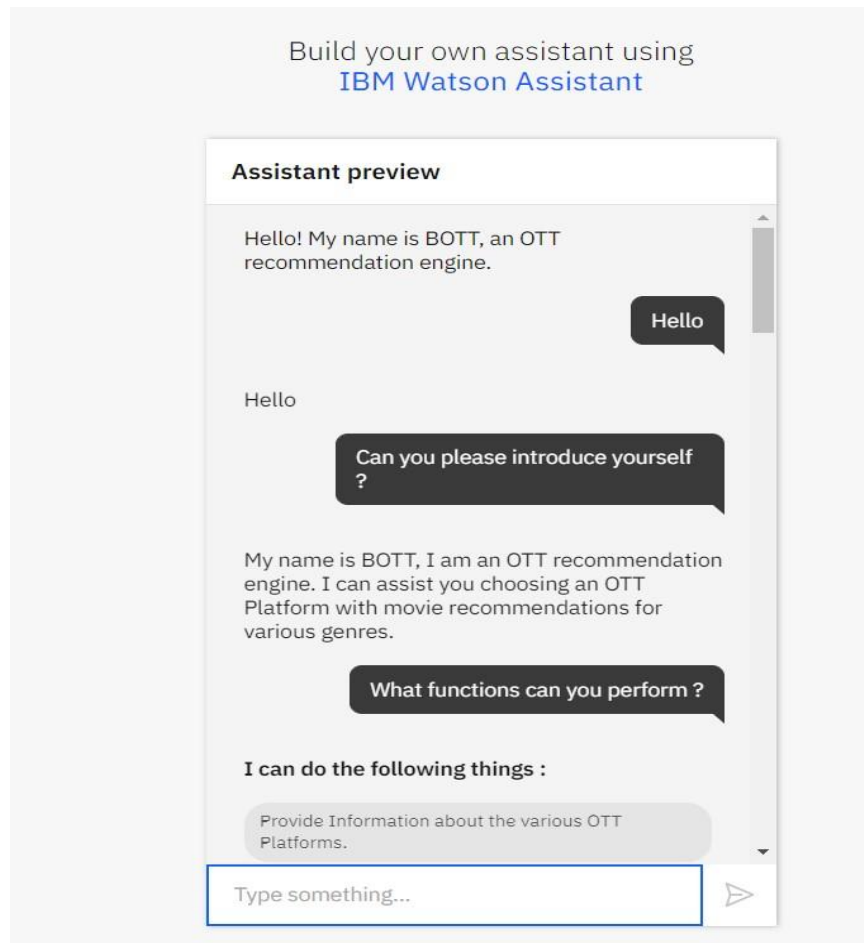 Build your own assistant using
IBM Watson Assistant
Assistant preview
Hello! My name is BOTT, an OTT
recommendation engine.
Hello
Hello
Can you please introduce yourself
?
My name is BOTT, I am an OTT recommendation
engine. I can assist you choosing an OTT
Platform with movie recommendations for
various genres.
What functions can you perform ?
I can do the following things :
Provide Information about the various OTT
Platforms.
Type something...